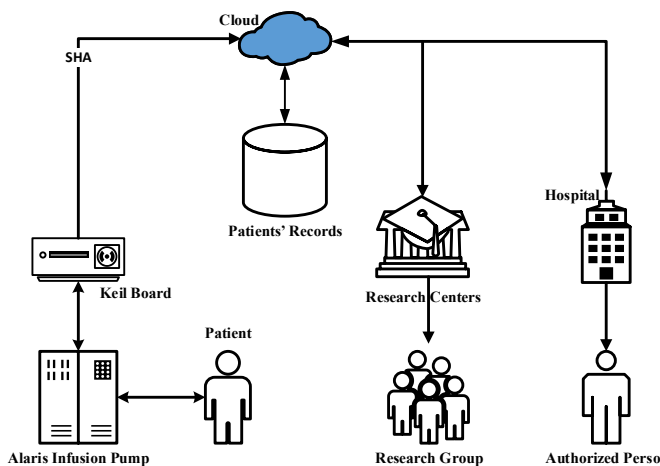 Cloud
SHA
Hospital
Patients' Records
Keil Board
Research Centers
Patient
Alaris Infusion Pump
Research Group
Authorized Perso